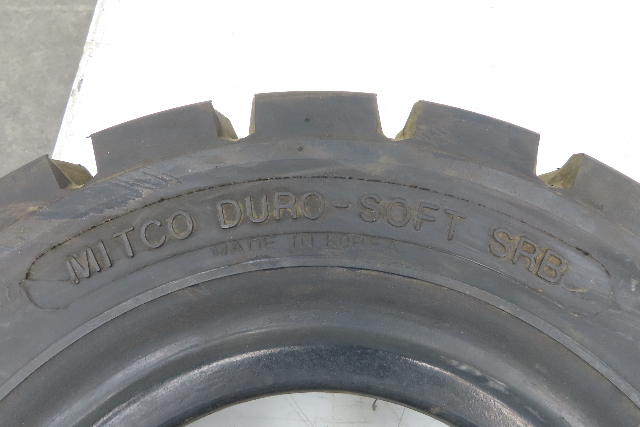 MITCO DURO-SOFT SRB
MADE IN KOREA